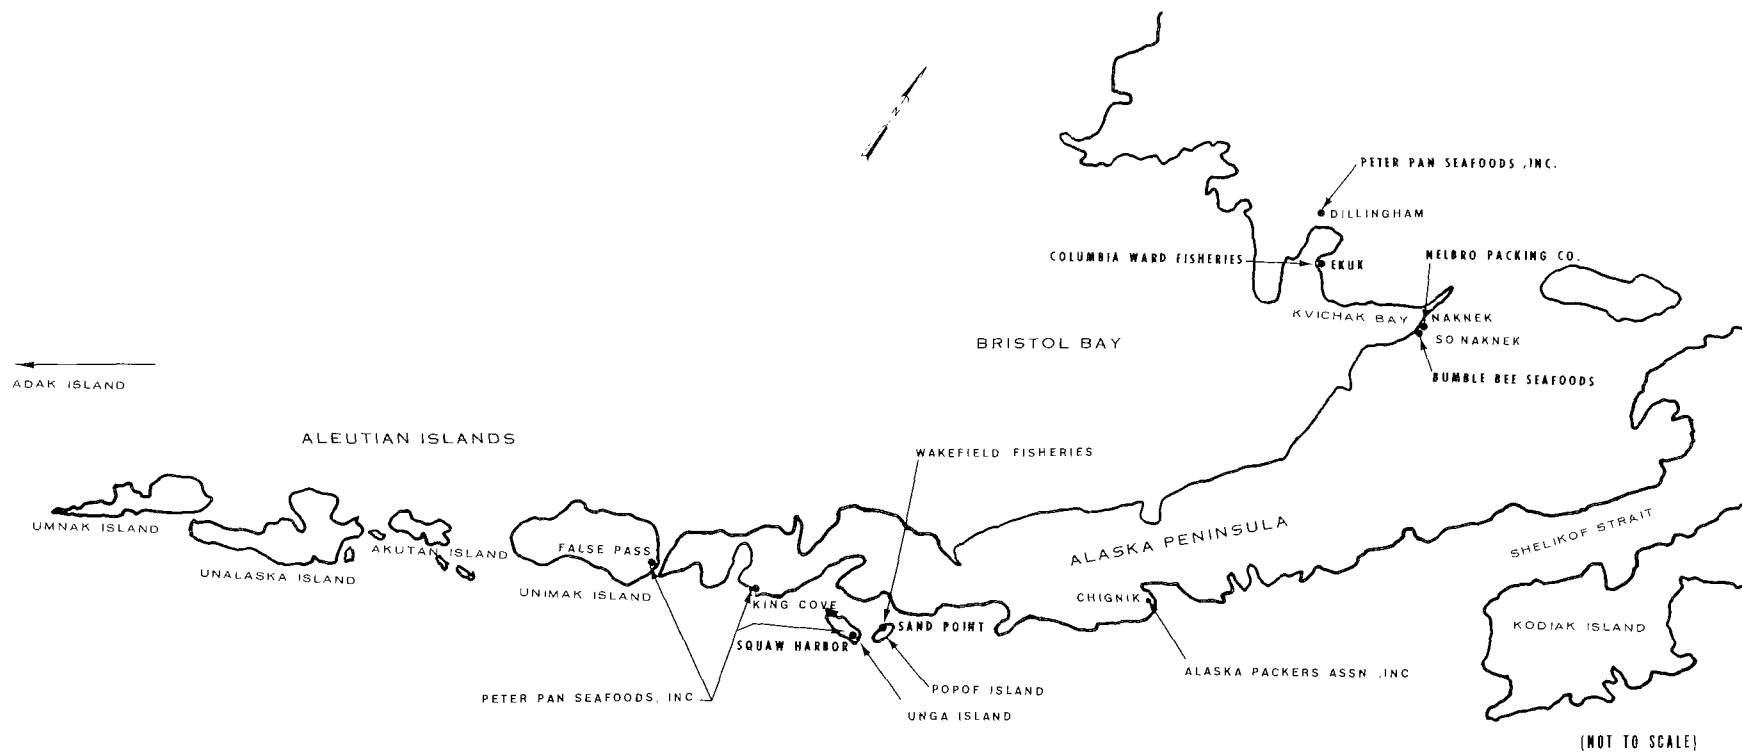 N
PETER PAN SEAFOODS ,INC.
DILLINGHAM
COLUMBIA WARD FISHERIES
EKUK
NELBRO PACKING CO.
KVICHAK BAY
NAKNEK
SO NAKNEK
BRISTOL BAY
BUMBLE BEE SEAFOODS
ADAK ISLAND
ALEUTIAN ISLANDS
WAKEFIELD FISHERIES
UMNAK ISLAND
ALASKA PENINSULA
SHELIKOF STRAIT
AKUTAN ISLAND
FALSE PASS
UNALASKA ISLAND
UNIMAK ISLAND
KING COVE
CHIGNIK
SAND POINT
KODIAK ISLAND
SQUAW HARBOR
ALASKA PACKERS ASSN .,INC
PETER PAN SEAFOODS, INC
POPOF ISLAND
UNGA ISLAND
(NOT TO SCALE)